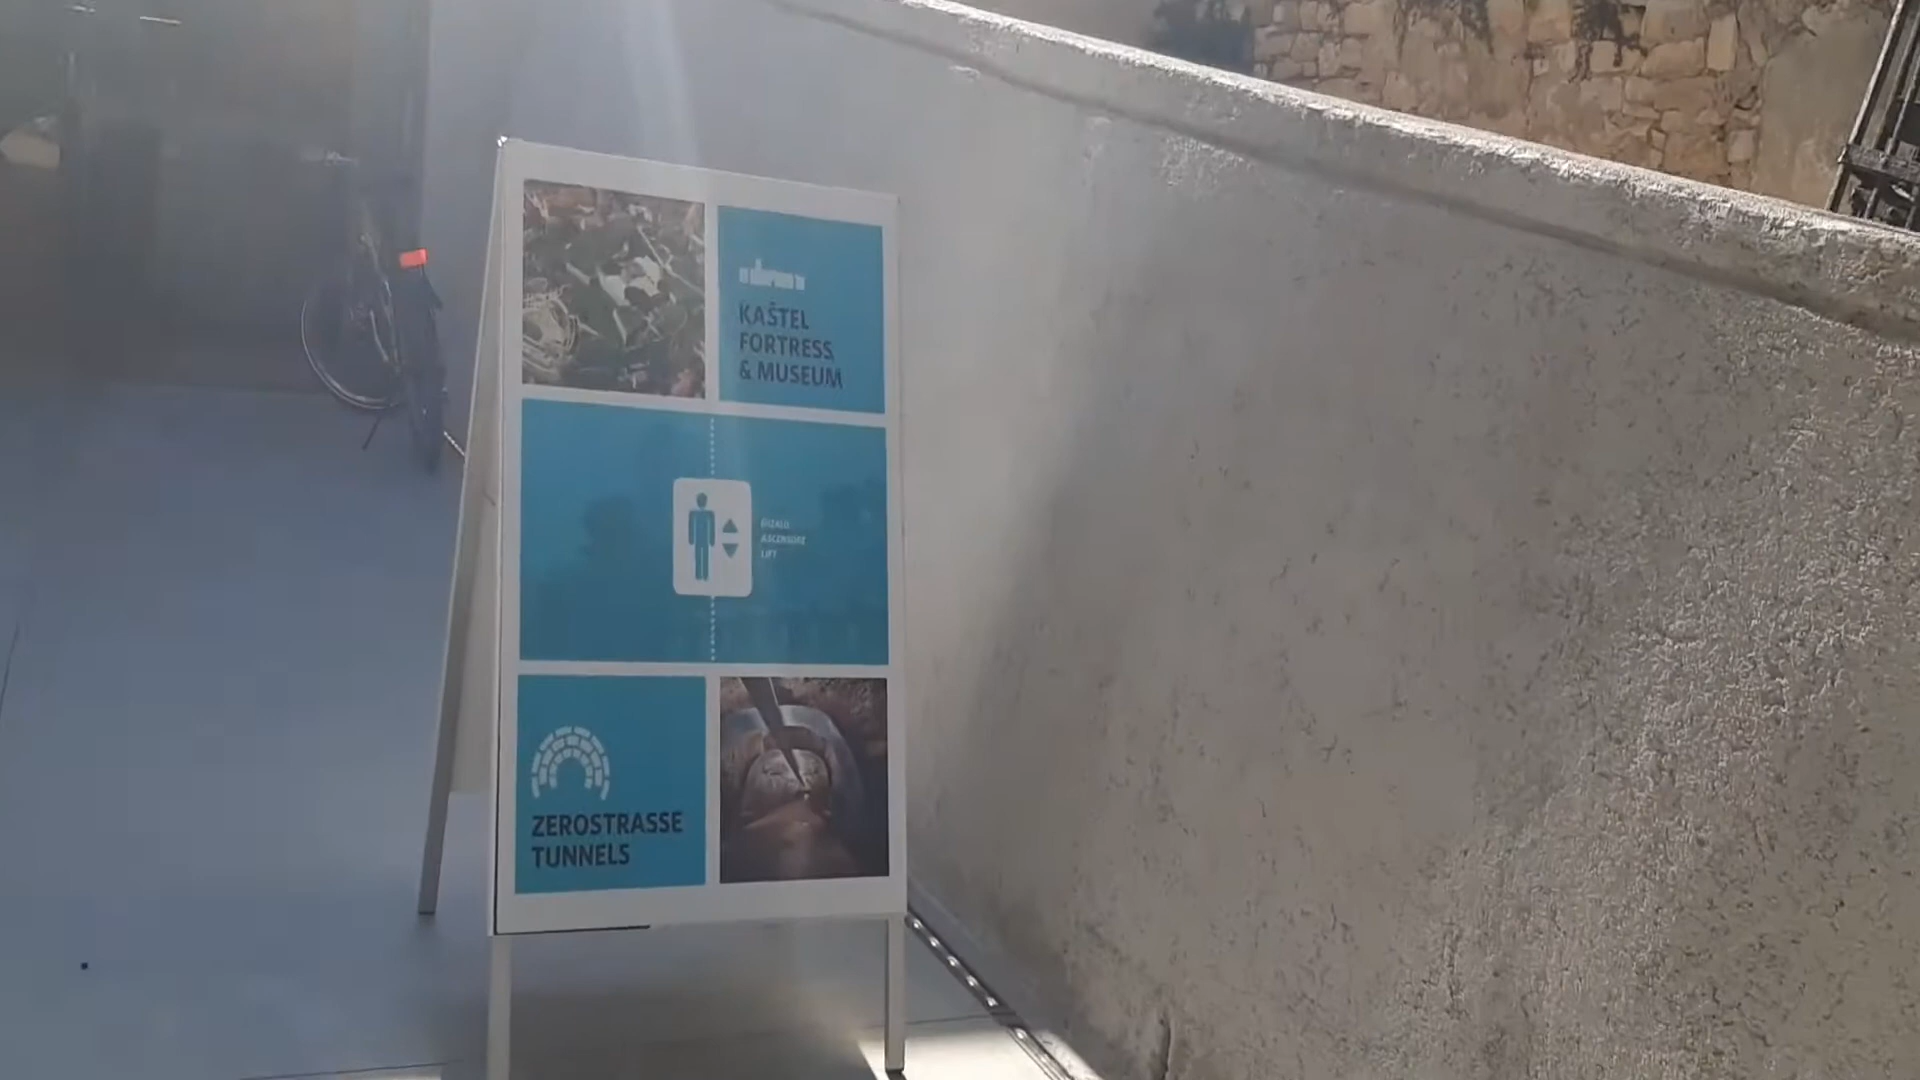 KAŠTEL
FORTRESS
& MUSEUM
DIZALO
ASCENSORE
LIFT
ZEROSTRASSE
TUNNELS